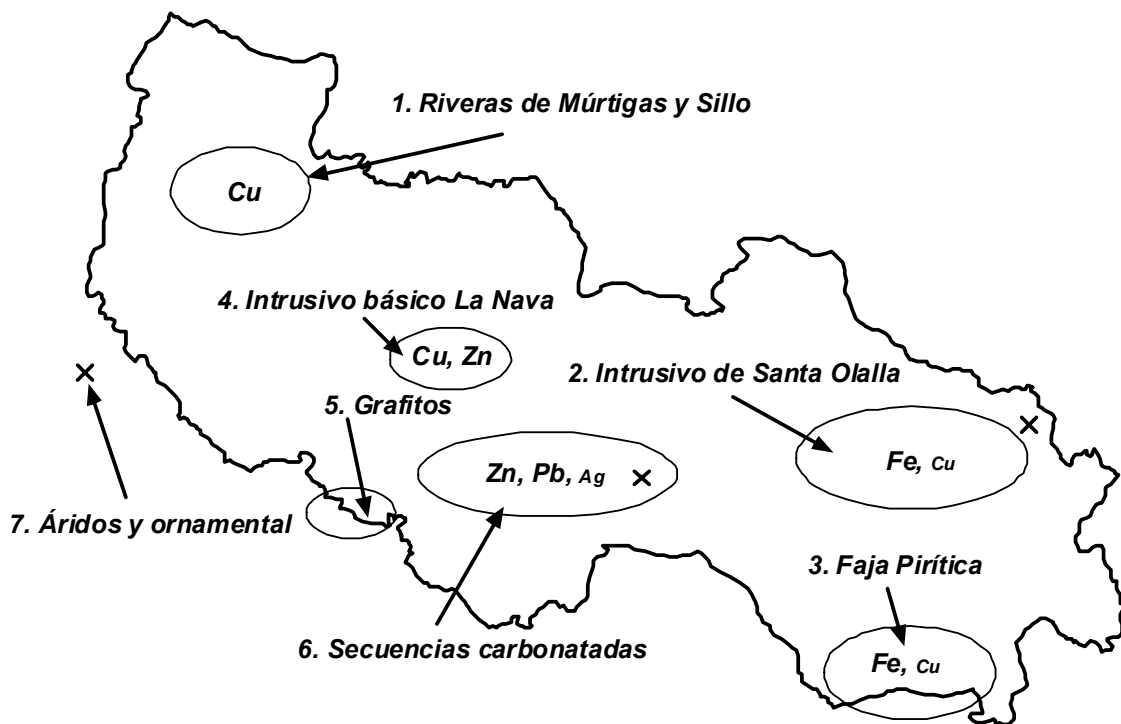 1. Riveras de Múrtigas y Sillo
Cu
4. Intrusivo básico La Nava
Cu, Zn
2. Intrusivo de Santa Olalla
5. Grafitos
Fe, Cu
Zn, Pb, Ag
7. Áridos y ornamental
3. Faja Pirítica
6. Secuencias carbonatadas
Fe, Cu